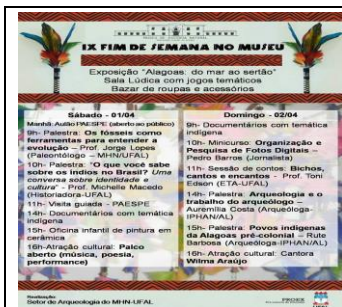 IX FIM DE SEMANA NO MUSEU
Exposição "Alagoas: do mar ao sertão"
Sala Lúdica com jogos temáticos
Bazar de roupas e acessórios
Sábado - 01/04
Manhã: Aulão PAESPE (aberto ao público)
9h- Palestra: Os fósseis como
ferramentas para entender a
evolução – Prof. Jorge Lopes
(Paleontólogo – MHN/UFAL)
10h- Palestra: "O que você sabe
sobre os índios no Brasil? Uma
conversa sobre identidade e
cultura" - Prof. Michelle Macedo
(Historiadora-UFAL)
11h- Visita guiada - PAESPE
14h- Documentários com temática
indígena
15h- Oficina infantil de pintura em
cerâmica
16h-Atração cultural: Palco
aberto (música, poesia,
performance)
Domingo - 02/04
9h- Documentários com temática
indígena
10h- Minicurso: Organização e
Pesquisa de Fotos Digitais –
Pedro Barros (Jornalista)
11h- Sessão de contos: Bichos,
cantos e encantos – Prof. Toni
Edson (ETA-UFAL)
14h- Palestra: Arqueologia e o
trabalho do arqueólogo –
Auremília Costa (Arqueóloga-
IPHAN/AL)
15h- Palestra: Povos indígenas
da Alagoas pré-colonial – Rute
Barbosa (Arqueóloga-IPHAN/AL)
16h- Atração cultural: Cantora
Wilma Araújo
Realização
Setor de Arqueologia do MHN-UFAL
PROEX